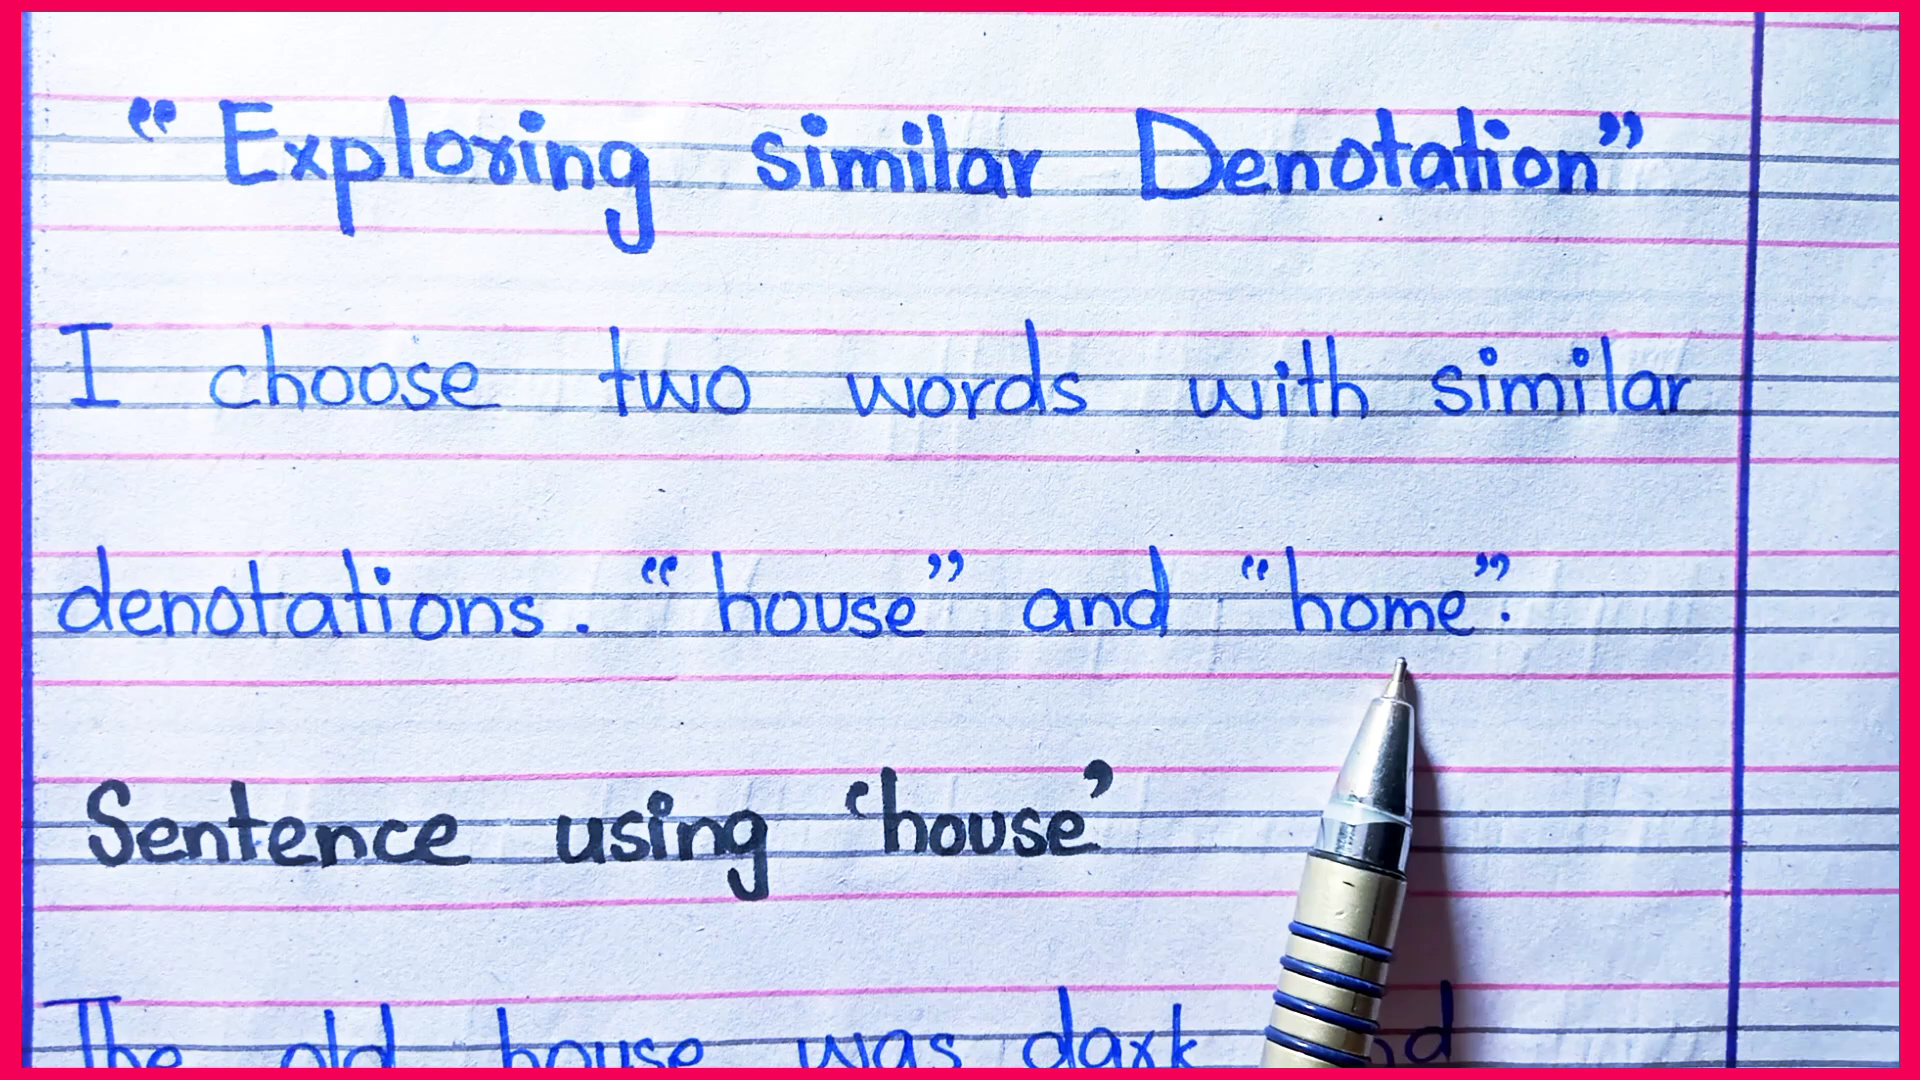 “Exploring similar Denotation”
I choose two words with similar
denotations. “house” and “home”.
Sentence using ‘house’
The old house was dark